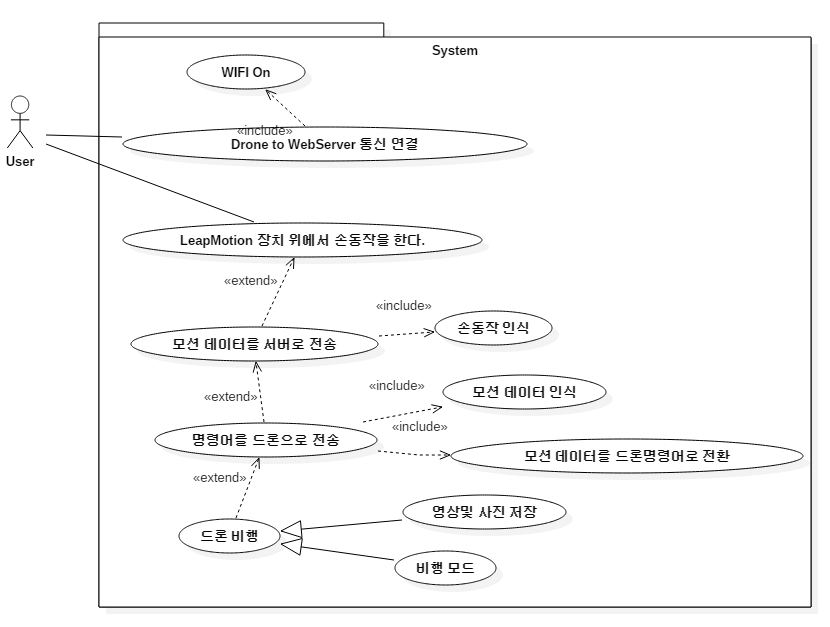 System
WIFI On
User
«include»
Drone to WebServer 통신 연결
LeapMotion 장치 위에서 손동작을 한다.
«extend»
«include»
손동작 인식
모션 데이터를 서버로 전송
«include»
모션 데이터 인식
«extend»
«include»
명령어를 드론으로 전송
모션 데이터를 드론명령어로 전환
«extend»
영상및 사진 저장
드론 비행
비행 모드